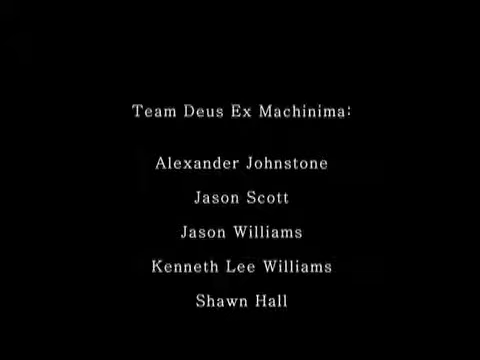 Team Deus Ex Machinima:
Alexander Johnstone
Jason Scott
Jason Williams
Kenneth Lee Williams
Shawn Hall